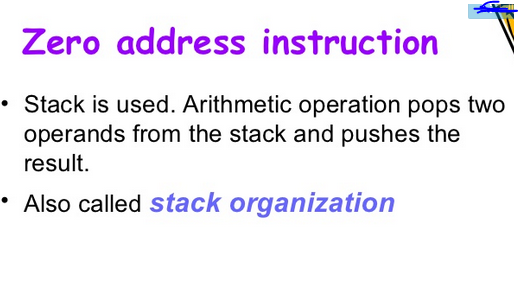 Zero address instruction
• Stack is used. Arithmetic operation pops two
operands from the stack and pushes the
result.
• Also called stack organization